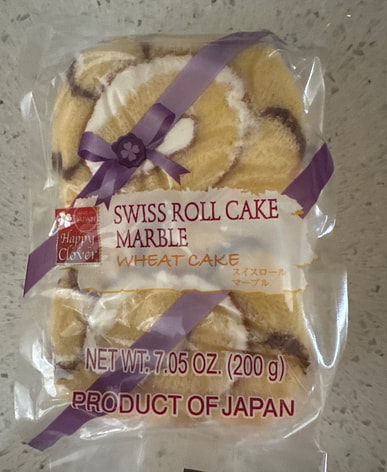 SWISS ROLL CAKE
MARBLE
Happy
Clover
WHEAT CAKE
スイスロール
マーブル
NET WT: 7.05 OZ. (200 g)
PRODUCT OF JAPAN